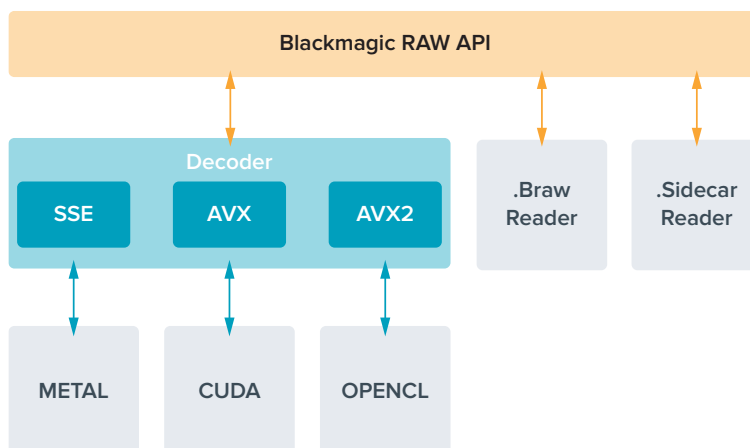 Blackmagic RAW API
Decoder
SSE
AVX
AVX2
.Braw
Reader
.Sidecar
Reader
METAL
CUDA
OPENCL